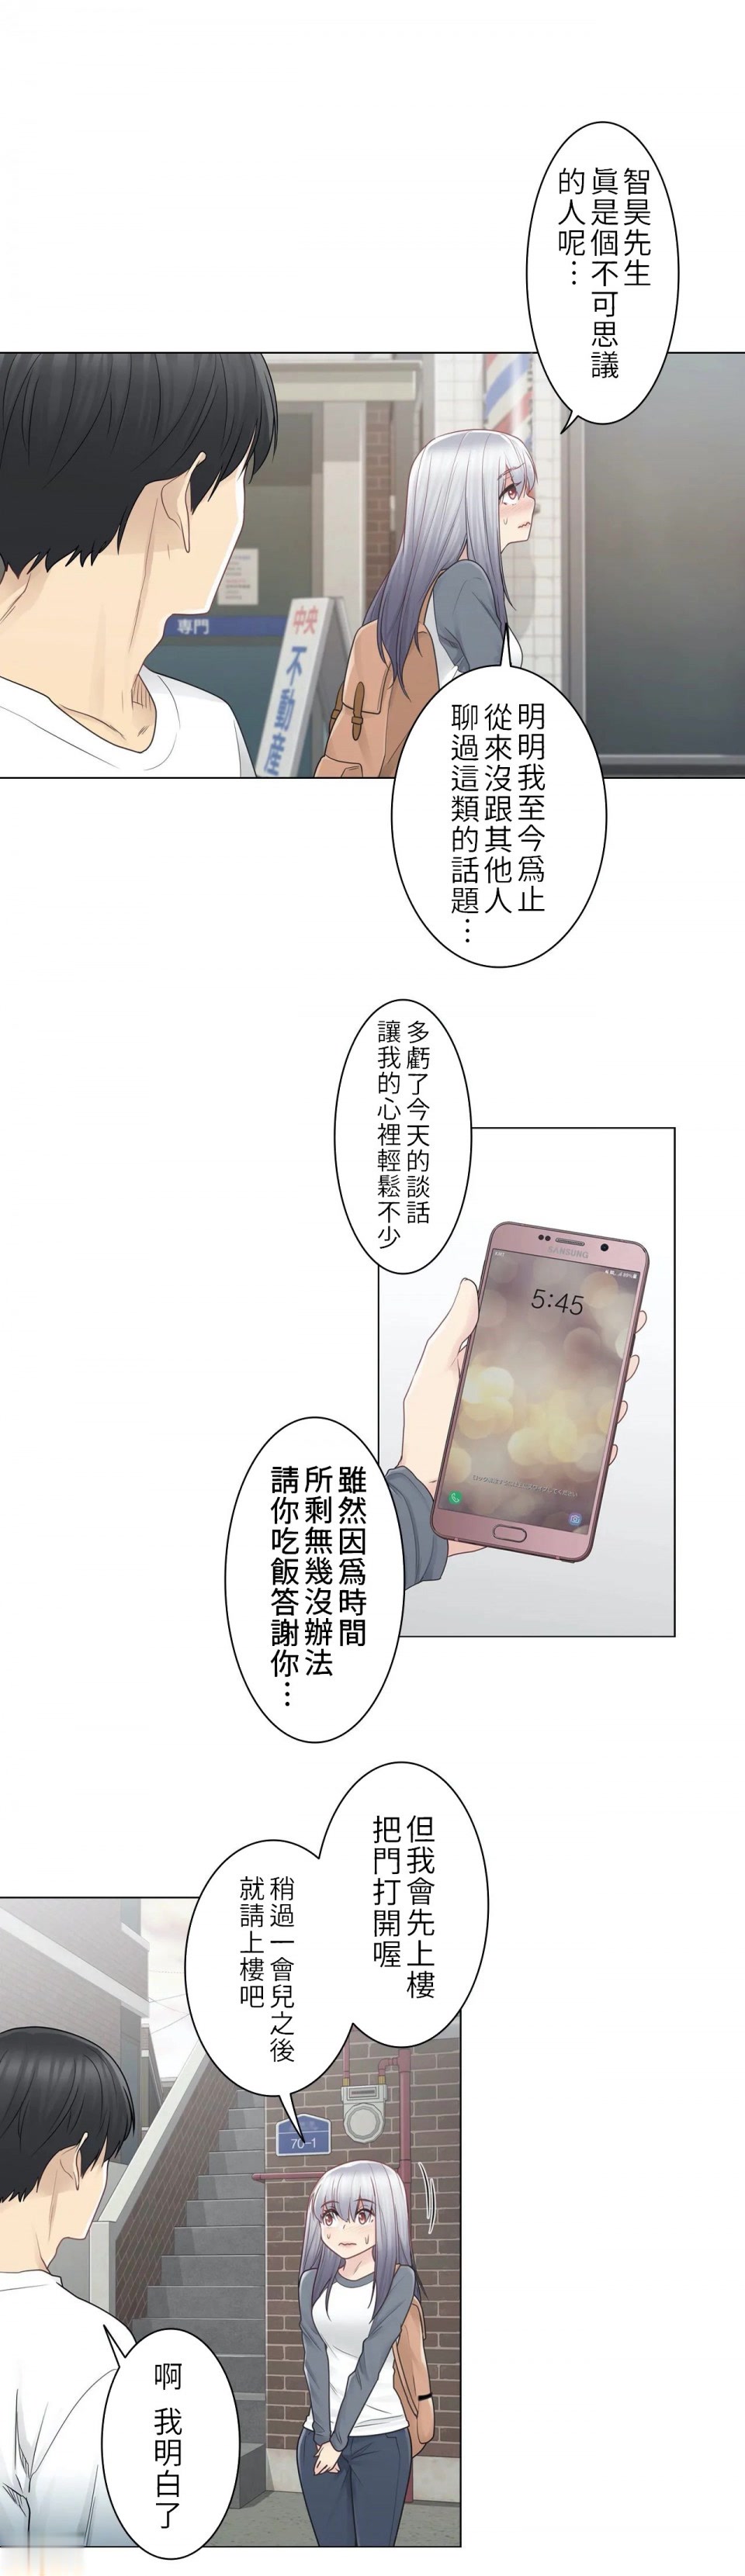 智昊先生
眞是個不可思議
的人呢…
專門
中央
不動産
明明我至今爲止
從來沒跟其他人
聊過這類的話題…
多虧了今天的談話
讓我的心裡輕鬆不少
SAMSUNG
5:45
雖然因爲時間
所剩無幾沒辦法
請你吃飯答謝你…
但我會先上樓
把門打開喔
稍過一會兒之後
就請上樓吧
70-1
啊 我明白了